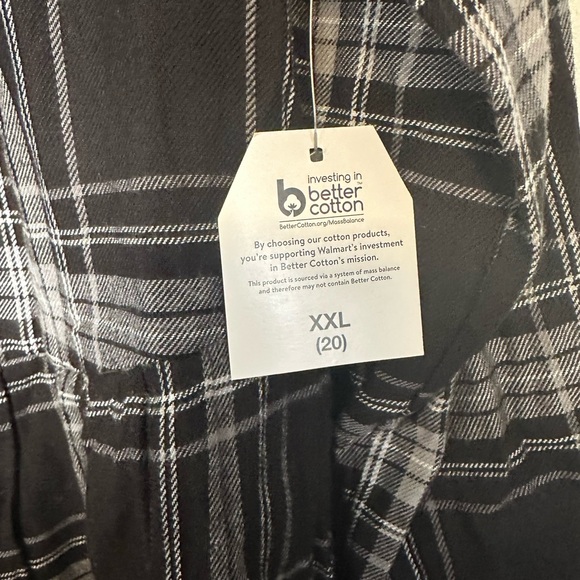 investing in
better™
cotton
BetterCotton.org/MassBalance
By choosing our cotton products,
you're supporting Walmart's investment
in Better Cotton's mission.
This product is sourced via a system of mass balance
and therefore may not contain Better Cotton.
XXL
(20)